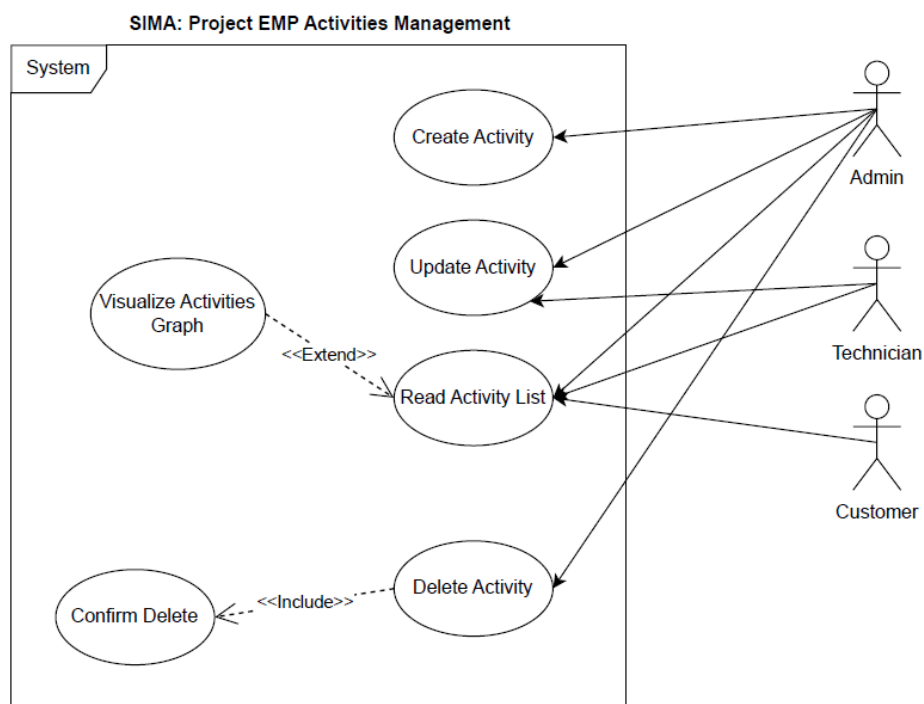 SIMA: Project EMP Activities Management
System
Create Activity
Admin
Update Activity
Visualize Activities
Graph
Technician
<<Extend>>
Read Activity List
Customer
Delete Activity
<<Include>>
Confirm Delete